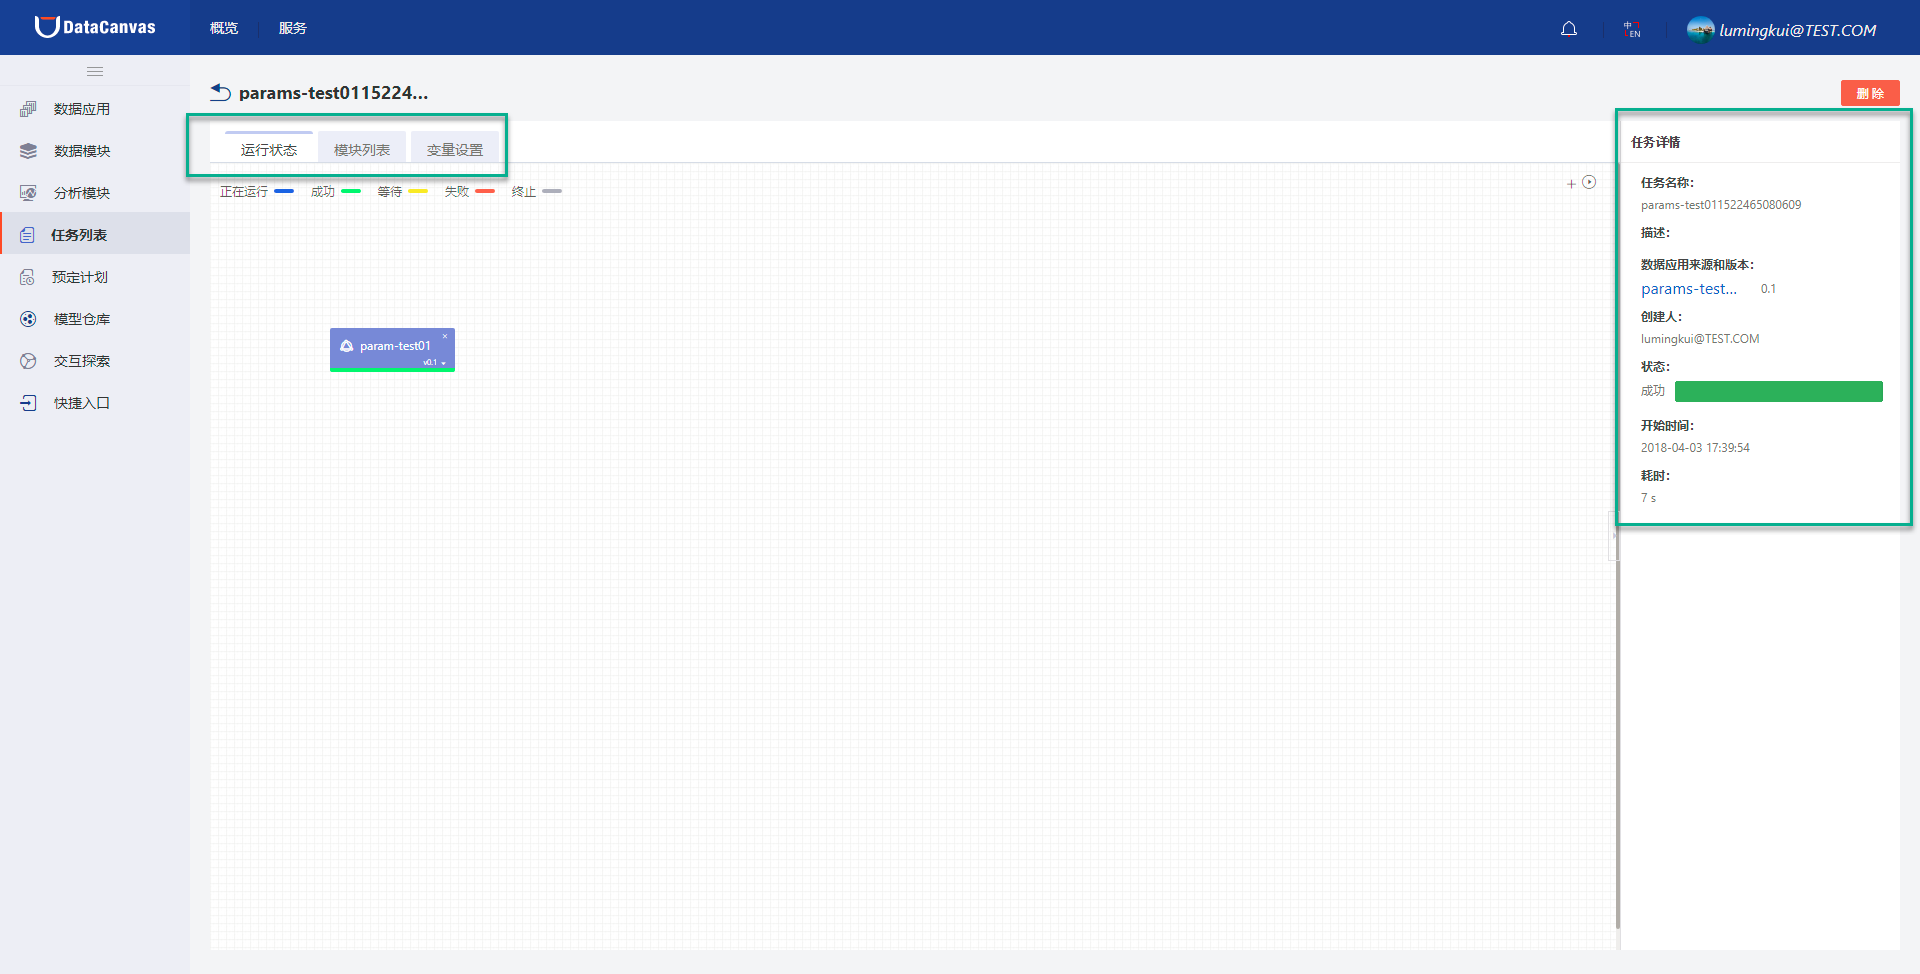 DataCanvas
概览
服务
中
EN
lumingkui@TEST.COM
数据应用
数据模块
分析模块
任务列表
预定计划
模型仓库
交互探索
快捷入口
params-test0115224...
删 除
运行状态
模块列表
变量设置
正在运行
成功
等待
失败
终止
param-test01
v0.1
任务详情
任务名称：
params-test011522465080609
描述：
数据应用来源和版本：
params-test... 0.1
创建人：
lumingkui@TEST.COM
状态：
成功
开始时间：
2018-04-03 17:39:54
耗时：
7 s